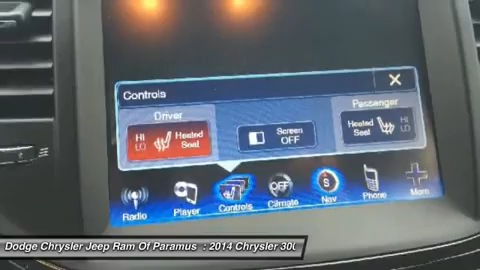 Controls
X
Driver
Passenger
HI
LO
Heated
Seat
Screen
OFF
Heated
Seat
HI
LO
OFF
S
Radio
Player
Controls
Climate
Nav
Phone
More
Dodge Chrysler Jeep Ram Of Paramus : 2014 Chrysler 300